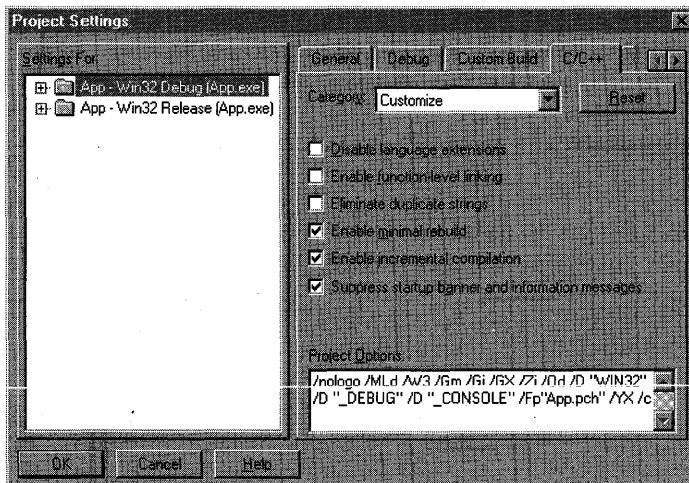 Project Settings
Settings For:
App - Win32 Debug (App.exe)
App - Win32 Release (App.exe)
General
Debug
Custom Build
C/C++
Category:
Customize
Reset
Disable language extensions
Enable function-level linking
Eliminate duplicate strings
Enable minimal rebuild
Enable incremental compilation
Suppress startup banner and information messages
Project Options:
/nologo /MLd /W3 /Gm /Gi /GX /Zi /Od /D "WIN32"
/D "_DEBUG" /D "_CONSOLE" /Fp"App.pch" /YX /c
OK
Cancel
Help